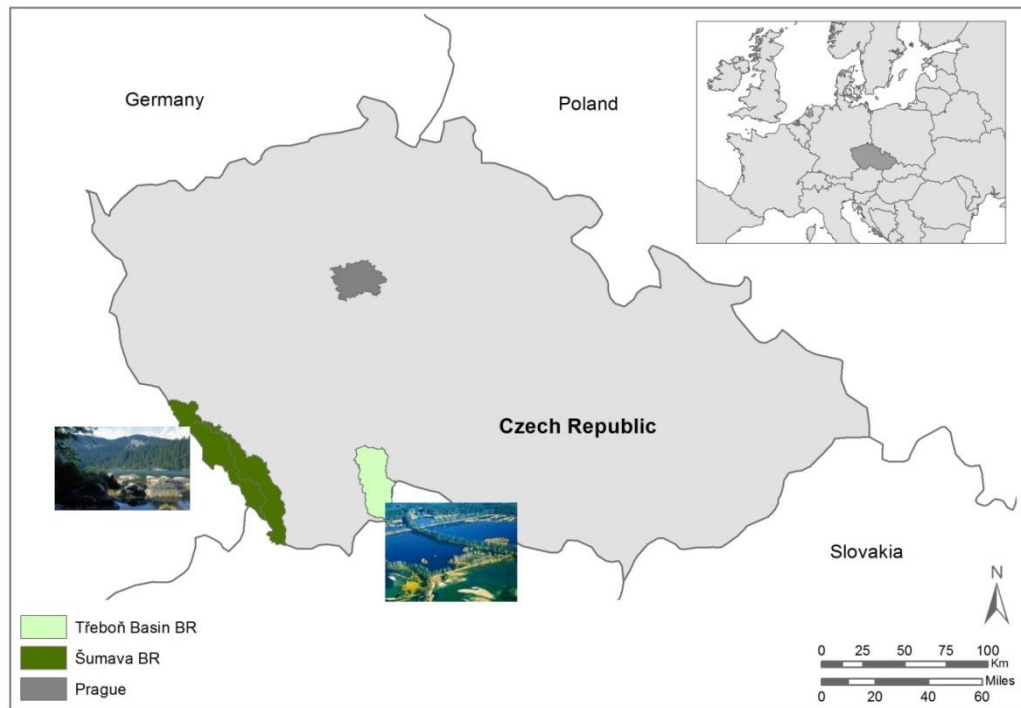 Germany
Poland
Czech Republic
Slovakia
N
Třeboň Basin BR
Šumava BR
Prague
0 25 50 75 100
Km
Miles
0 20 40 60